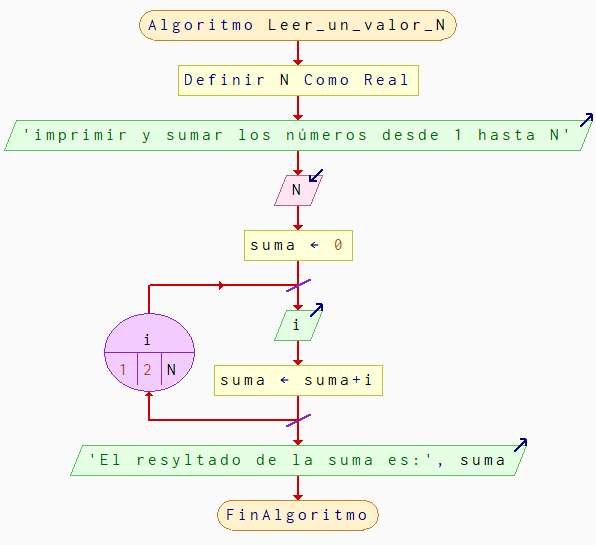 Algoritmo Leer_un_valor_N
Definir N Como Real
'imprimir y sumar los números desde 1 hasta N'
N
suma ← 0
i
1 2 N
i
suma ← suma+i
'El resyltado de la suma es:', suma
FinAlgoritmo